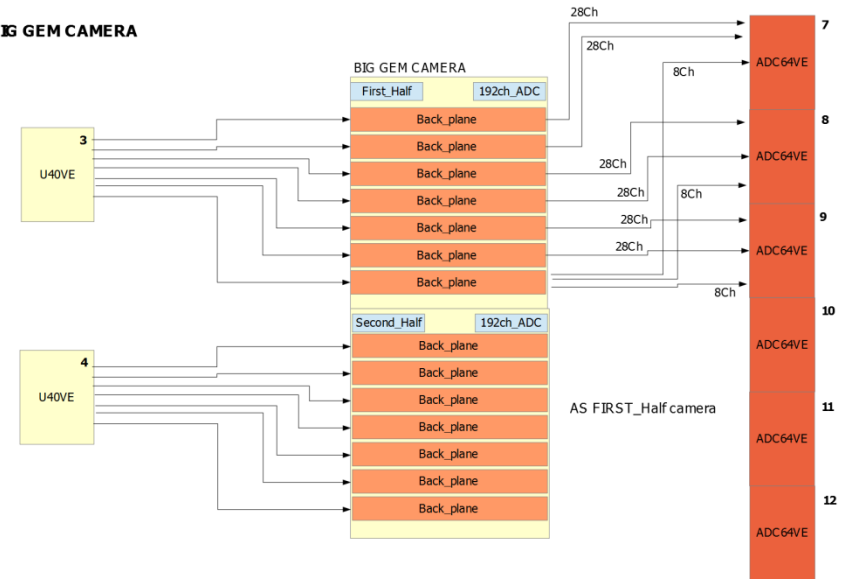 IG GEM CAMERA
BIG GEM CAMERA
First_Half
192ch_ADC
Back_plane
Back_plane
Back_plane
Back_plane
Back_plane
Back_plane
Back_plane
Second_Half
192ch_ADC
Back_plane
Back_plane
Back_plane
Back_plane
Back_plane
Back_plane
Back_plane
3
U40VE
4
U40VE
28Ch
28Ch
8Ch
28Ch
28Ch
8Ch
28Ch
28Ch
8Ch
AS FIRST_Half camera
7
ADC64VE
8
ADC64VE
9
ADC64VE
10
ADC64VE
11
ADC64VE
12
ADC64VE